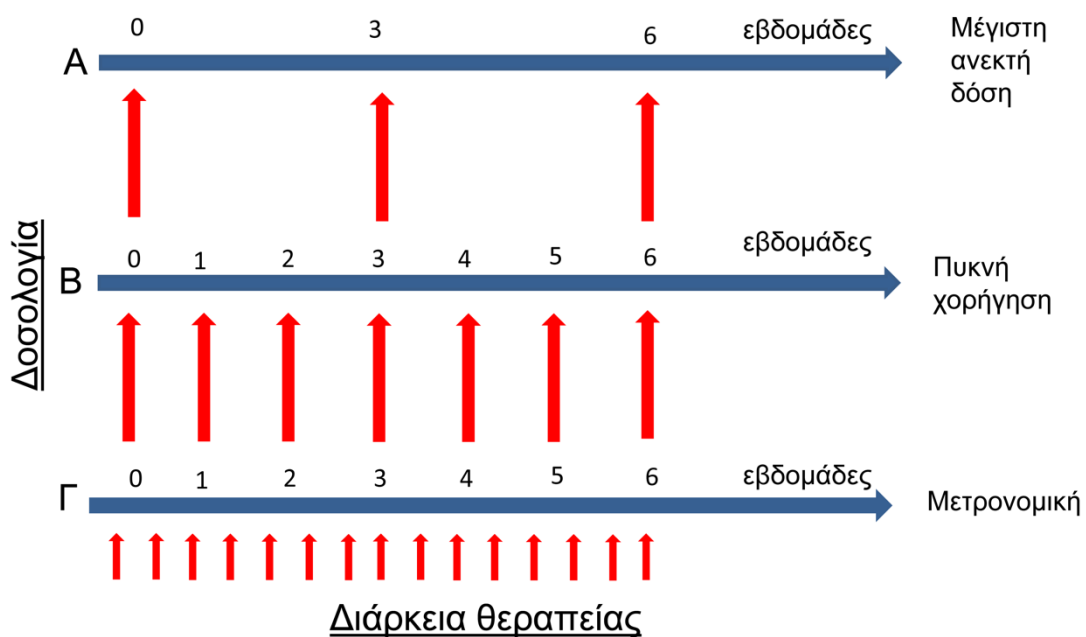 0 3 6 εβδομάδες
Α
Μέγιστη
ανεκτή
δόση
Δοσολογία
0 1 2 3 4 5 6 εβδομάδες
Β
Πυκνή
χορήγηση
0 1 2 3 4 5 6 εβδομάδες
Γ
Μετρονομική
Διάρκεια θεραπείας